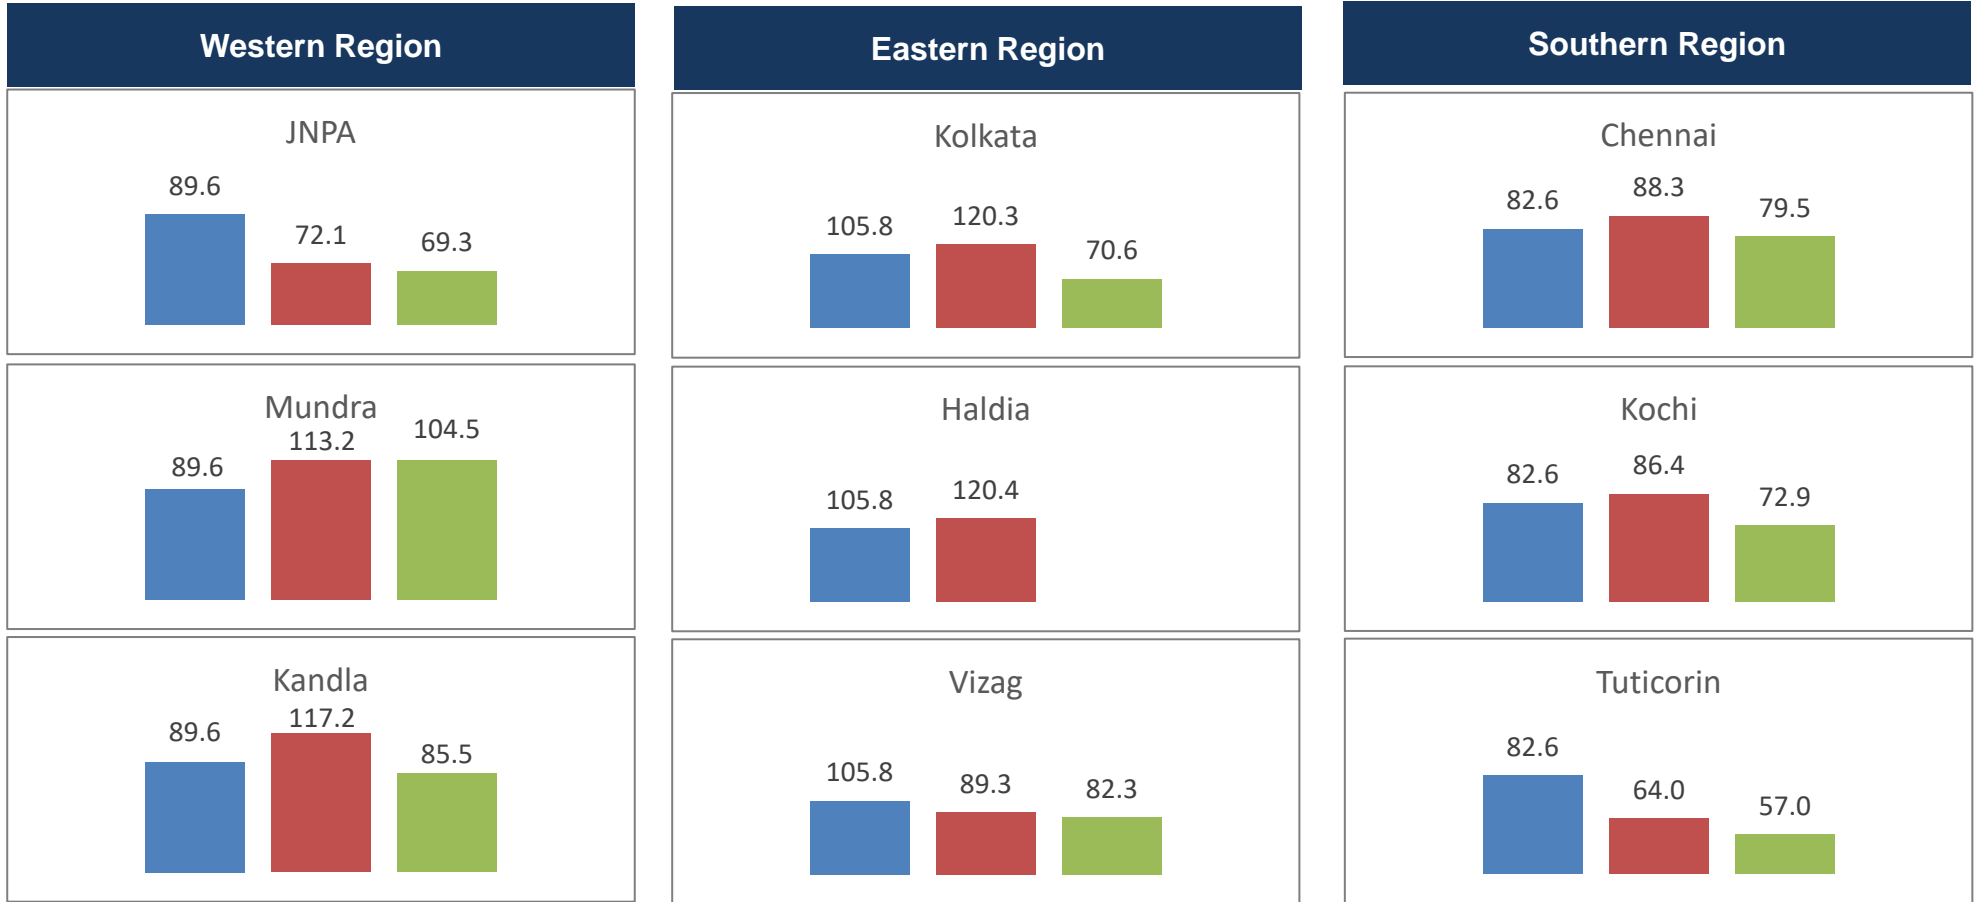 Western Region
JNPA
89.6
72.1
69.3
Mundra
89.6
113.2
104.5
Kandla
89.6
117.2
85.5
Eastern Region
Kolkata
105.8
120.3
70.6
Haldia
105.8
120.4
Vizag
105.8
89.3
82.3
Southern Region
Chennai
82.6
88.3
79.5
Kochi
82.6
86.4
72.9
Tuticorin
82.6
64.0
57.0